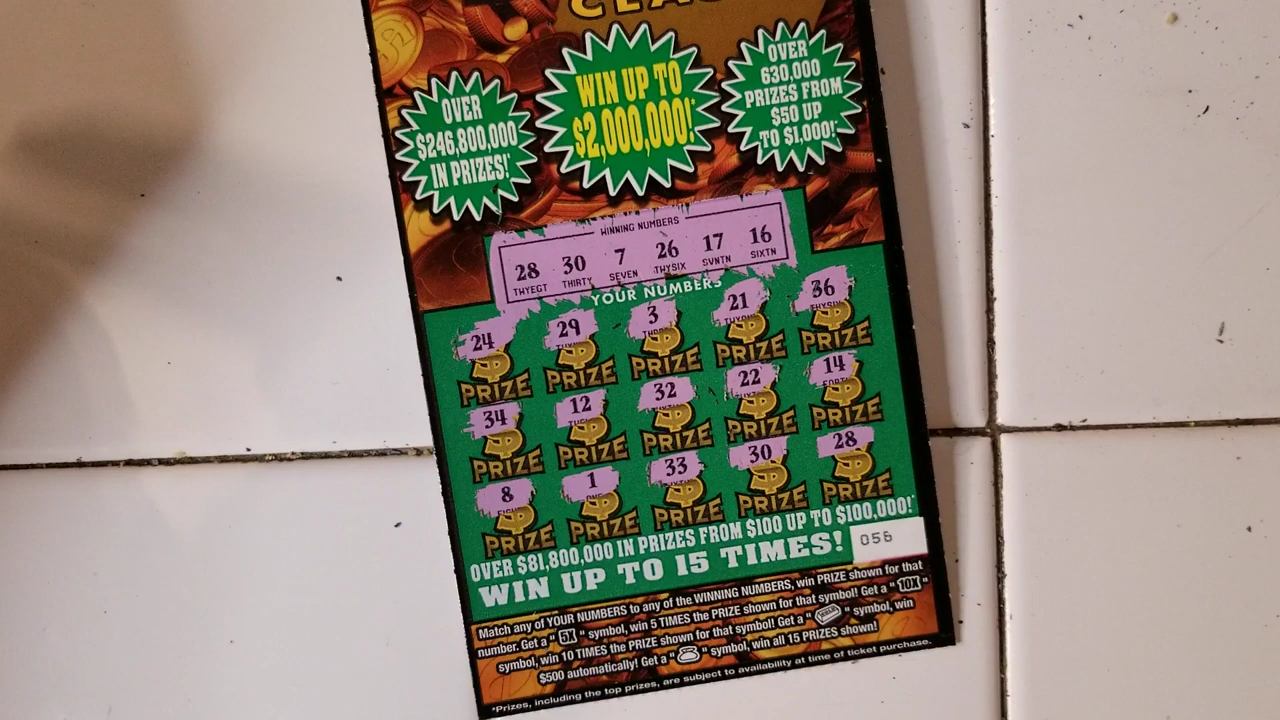 OVER
$246,800,000
IN PRIZES!*
WIN UP TO
$2,000,000!*
OVER
630,000
PRIZES FROM
$50 UP
TO $1,000!*
WINNING NUMBERS
28 30 7 26 17 16
TWYEGT THIRTY SEVEN TWYSIX SVNTN SIXTN
YOUR NUMBERS
24 29 3 21 36
PRIZE PRIZE PRIZE PRIZE PRIZE
34 12 32 22 14
PRIZE PRIZE PRIZE PRIZE PRIZE
8 1 33 30 28
PRIZE PRIZE PRIZE PRIZE PRIZE
OVER $81,800,000 IN PRIZES FROM $100 UP TO $100,000!*
WIN UP TO 15 TIMES!
056
Match any of YOUR NUMBERS to any of the WINNING NUMBERS, win PRIZE shown for that
number. Get a "5X" symbol, win 5 TIMES the PRIZE shown for that symbol! Get a "10X"
symbol, win 10 TIMES the PRIZE shown for that symbol! Get a " " symbol, win
$500 automatically! Get a " " symbol, win all 15 PRIZES shown!
*Prizes, including the top prizes, are subject to availability at time of ticket purchase.